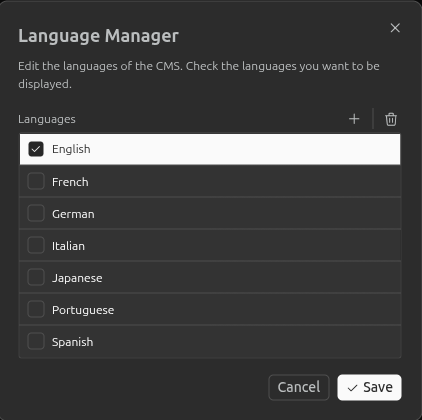 Language Manager
Edit the languages of the CMS. Check the languages you want to be
displayed.
Languages
English
French
German
Italian
Japanese
Portuguese
Spanish
Cancel
Save